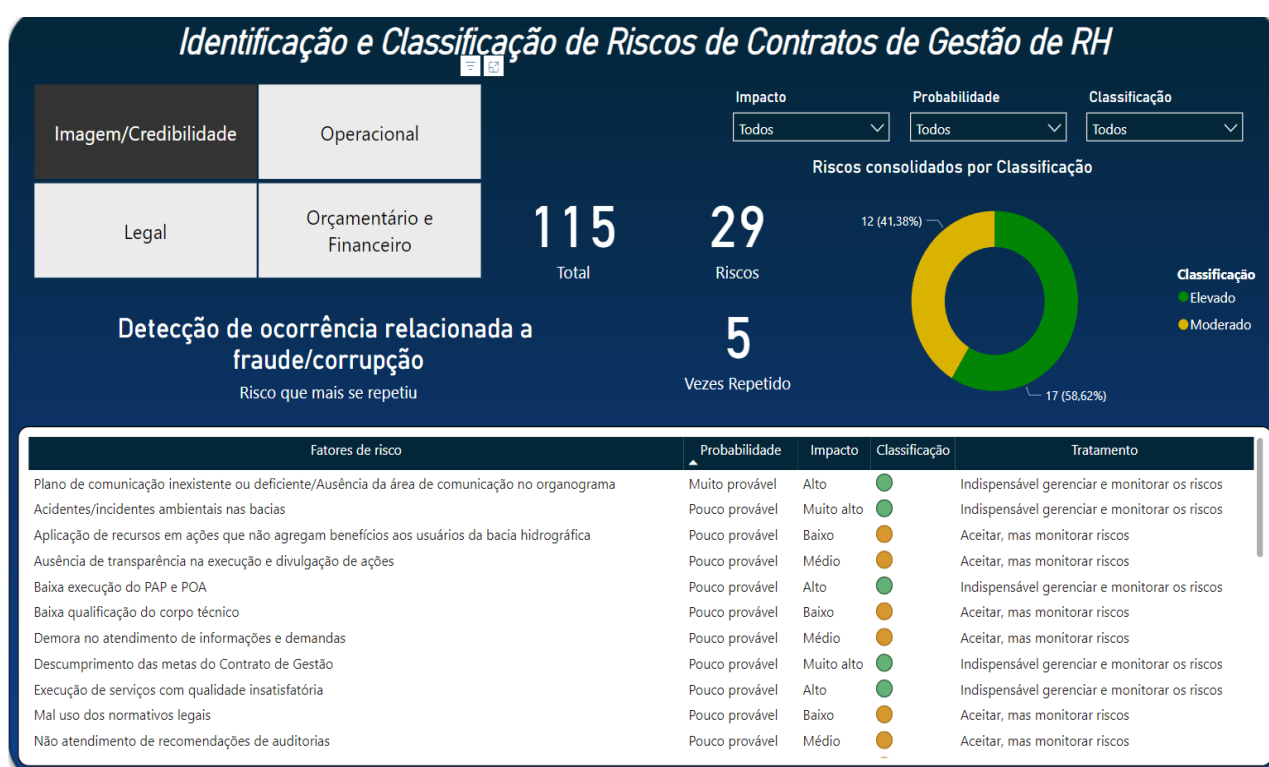 Identificação e Classificação de Riscos de Contratos de Gestão de RH
Imagem/Credibilidade
Operacional
Legal
Orçamentário e
Financeiro
Impacto
Todos
Probabilidade
Todos
Classificação
Todos
115
Total
29
Riscos
Detecção de ocorrência relacionada a
fraude/corrupção
Risco que mais se repetiu
5
Vezes Repetido
Riscos consolidados por Classificação
12 (41,38%)
17 (58,62%)
Classificação
Elevado
Moderado
Fatores de risco Probabilidade Impacto Classificação Tratamento
Plano de comunicação inexistente ou deficiente/Ausência da área de comunicação no organograma Muito provável Alto Indispensável gerenciar e monitorar os riscos
Acidentes/incidentes ambientais nas bacias Pouco provável Muito alto Indispensável gerenciar e monitorar os riscos
Aplicação de recursos em ações que não agregam benefícios aos usuários da bacia hidrográfica Pouco provável Baixo Aceitar, mas monitorar riscos
Ausência de transparência na execução e divulgação de ações Pouco provável Médio Aceitar, mas monitorar riscos
Baixa execução do PAP e POA Pouco provável Alto Indispensável gerenciar e monitorar os riscos
Baixa qualificação do corpo técnico Pouco provável Baixo Aceitar, mas monitorar riscos
Demora no atendimento de informações e demandas Pouco provável Médio Aceitar, mas monitorar riscos
Descumprimento das metas do Contrato de Gestão Pouco provável Muito alto Indispensável gerenciar e monitorar os riscos
Execução de serviços com qualidade insatisfatória Pouco provável Alto Indispensável gerenciar e monitorar os riscos
Mal uso dos normativos legais Pouco provável Baixo Aceitar, mas monitorar riscos
Não atendimento de recomendações de auditorias Pouco provável Médio Aceitar, mas monitorar riscos